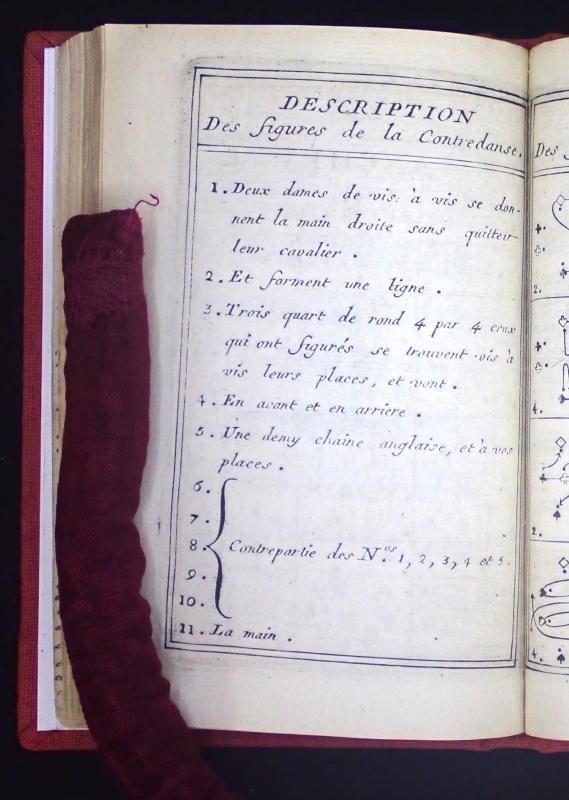 DESCRIPTION
Des figures de la Contredanse.
1. Deux dames de vis à vis se don-
nent la main droite sans quitter
leur cavalier.
2. Et forment une ligne.
3. Trois quart de rond 4 par 4 ceux
qui ont figurés se trouvent vis à
vis leurs places, et vont.
4. En avant et en arriere.
5. Une demy chaine anglaise, et à vos
places.
6.
7.
8. Contrepartie des N.os 1, 2, 3, 4 et 5.
9.
10.
11. La main.
Des
2.
4.
2.
4.